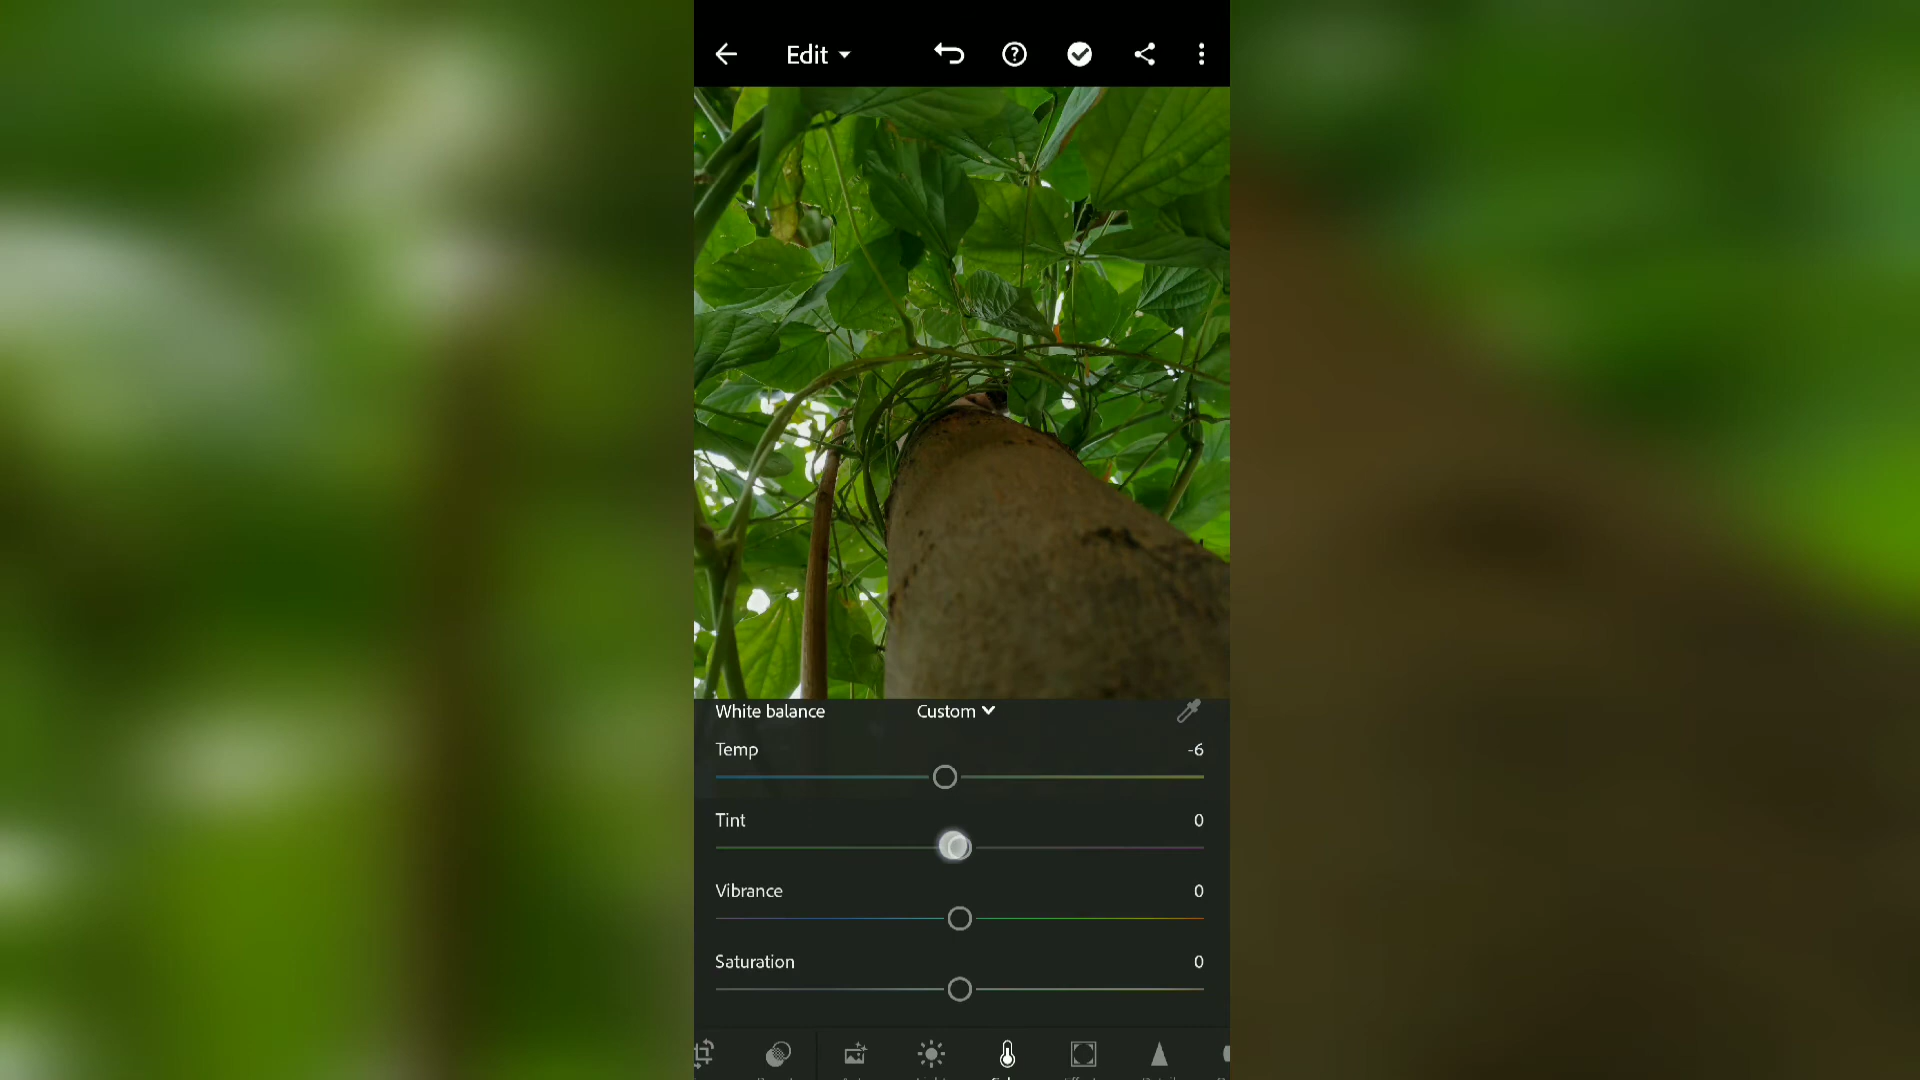 Edit
White balance Custom
Temp -6
Tint 0
Vibrance 0
Saturation 0